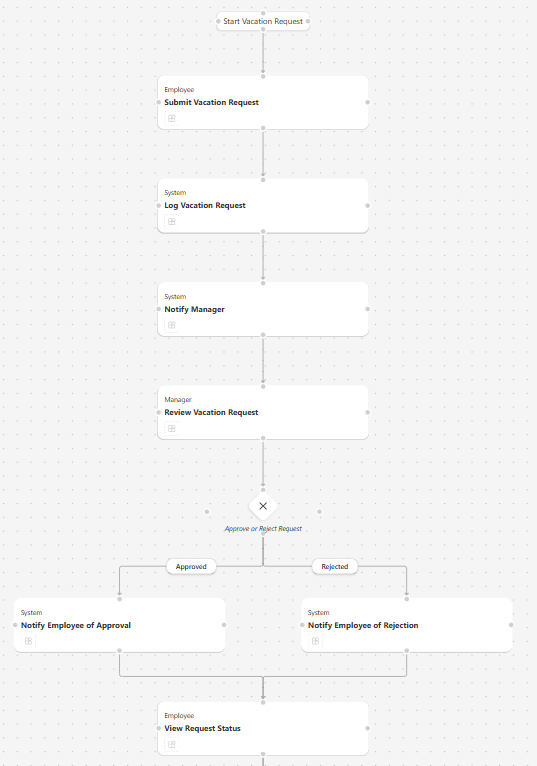 Start Vacation Request
Employee
Submit Vacation Request
System
Log Vacation Request
System
Notify Manager
Manager
Review Vacation Request
Approve or Reject Request
Approved
Rejected
System
Notify Employee of Approval
System
Notify Employee of Rejection
Employee
View Request Status